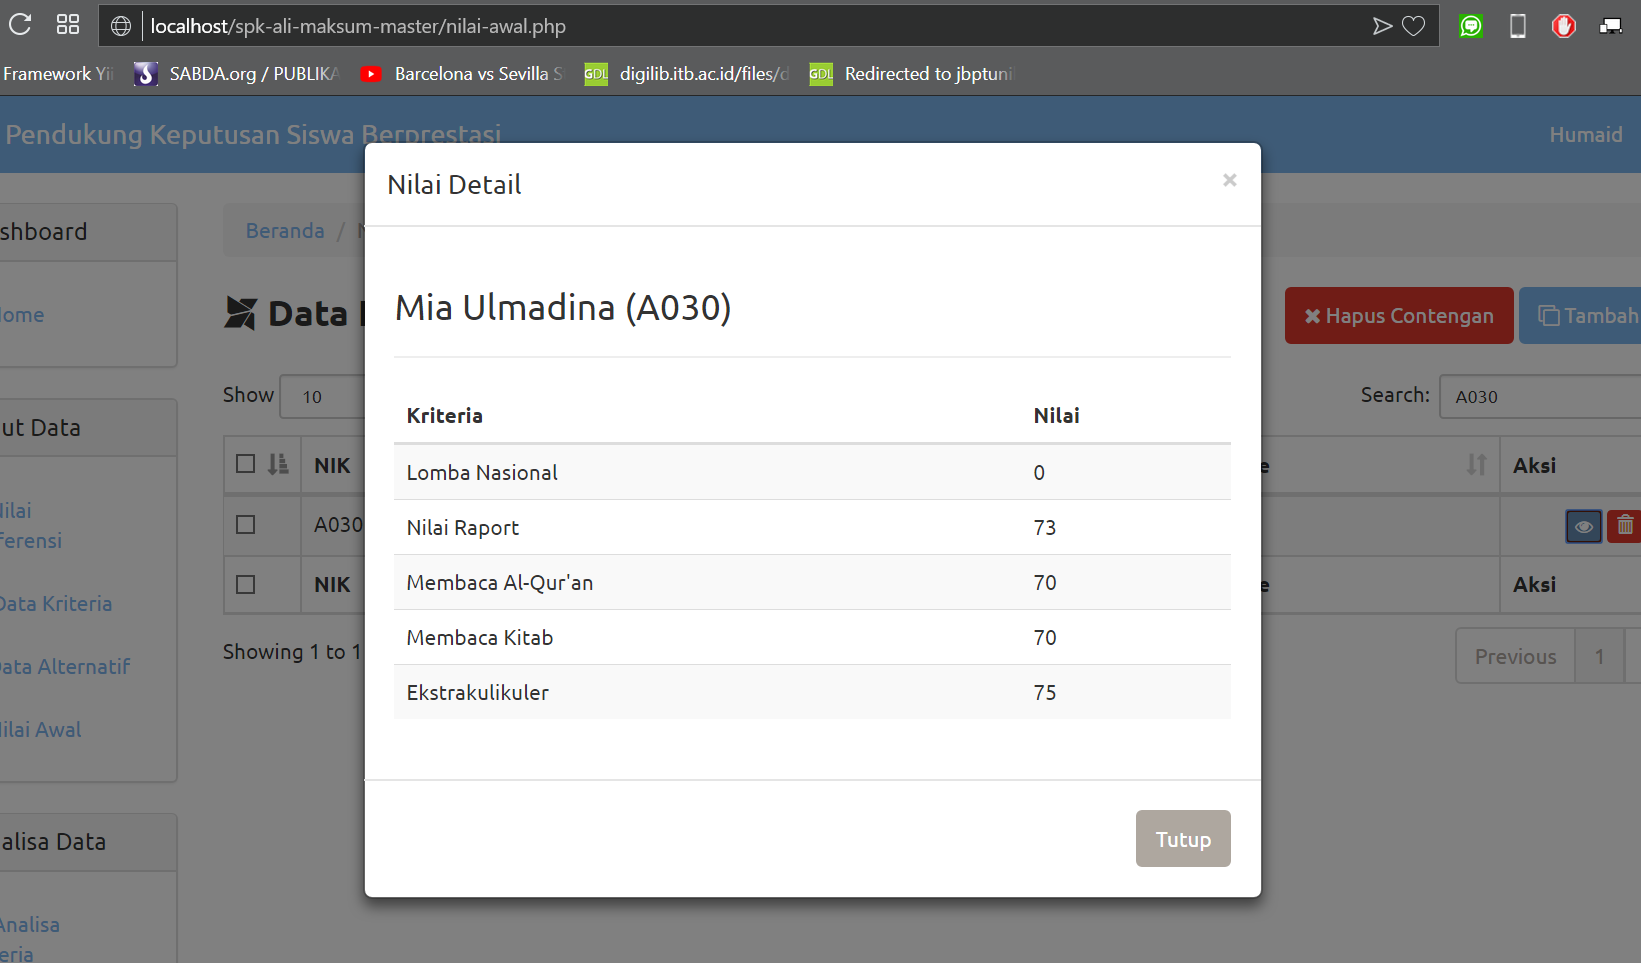 localhost/spk-ali-maksum-master/nilai-awal.php
Framework Yii SABDA.org / PUBLIKA Barcelona vs Sevilla GDL digilib.itb.ac.id/files/ GDL Redirected to jbptuni
Pendukung Keputusan Siswa Berprestasi Humaid
Nilai Detail ×
shboard
Beranda /
ome
Data
Hapus Contengan Tambah
Mia Ulmadina (A030)
Show 10 Search: A030
ut Data
Kriteria Nilai
NIK e Aksi
Lomba Nasional 0
ilai
A030
Nilai Raport 73
ferensi
Membaca Al-Qur'an 70
NIK e Aksi
Data Kriteria
Membaca Kitab 70
Showing 1 to 1 Previous 1
ata Alternatif
Ekstrakulikuler 75
ilai Awal
alisa Data
Tutup
Analisa
eria